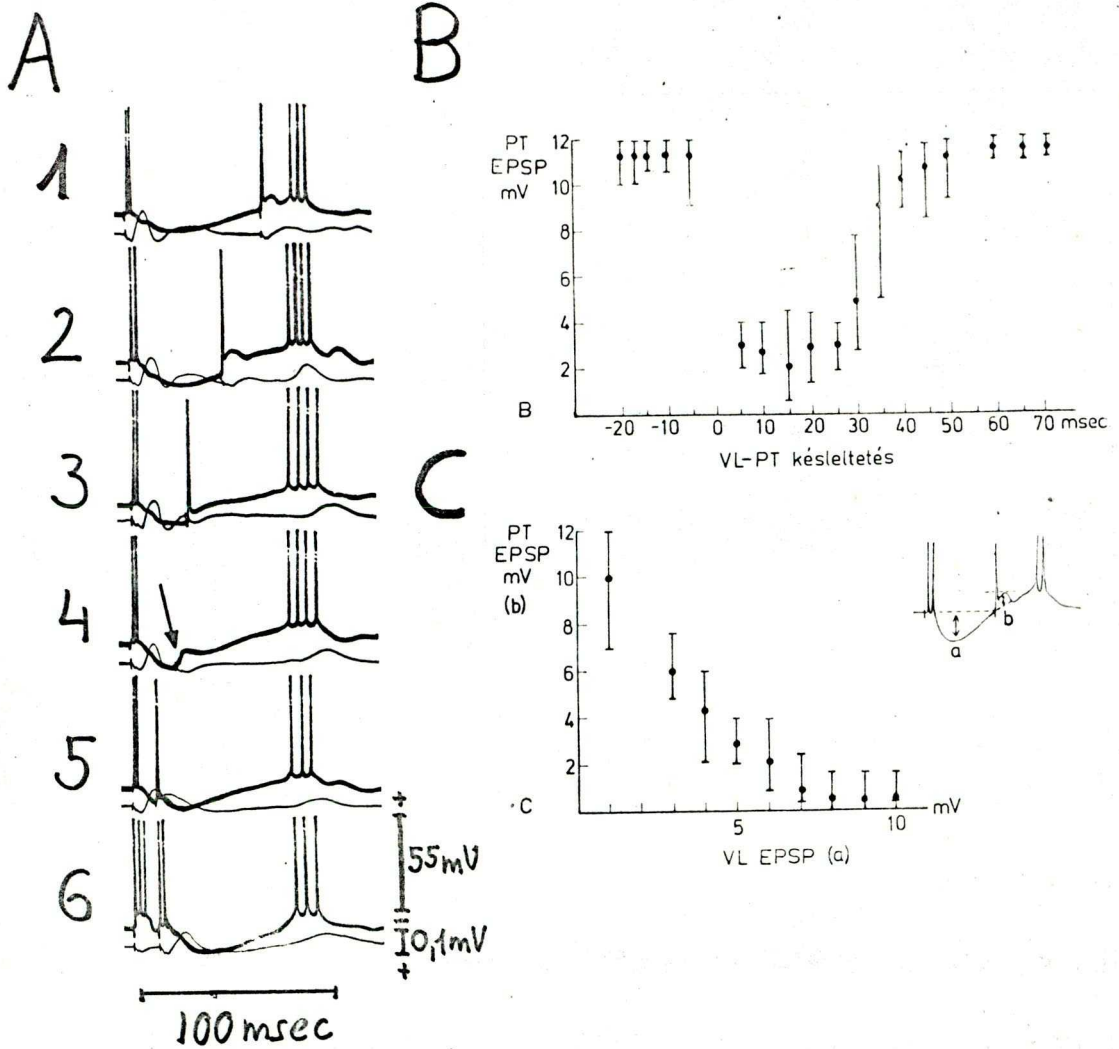 A
1
2
3
4
5
6
55mV
0,1mV
100 msec
B
PT
EPSP
mV
12
10
8
6
4
2
B
-20 -10 0 10 20 30 40 50 60 70 msec
VL-PT késleltetés
C
PT
EPSP
mV
(b)
12
10
8
6
4
2
C
5 10 mV
VL EPSP (a)
a
b